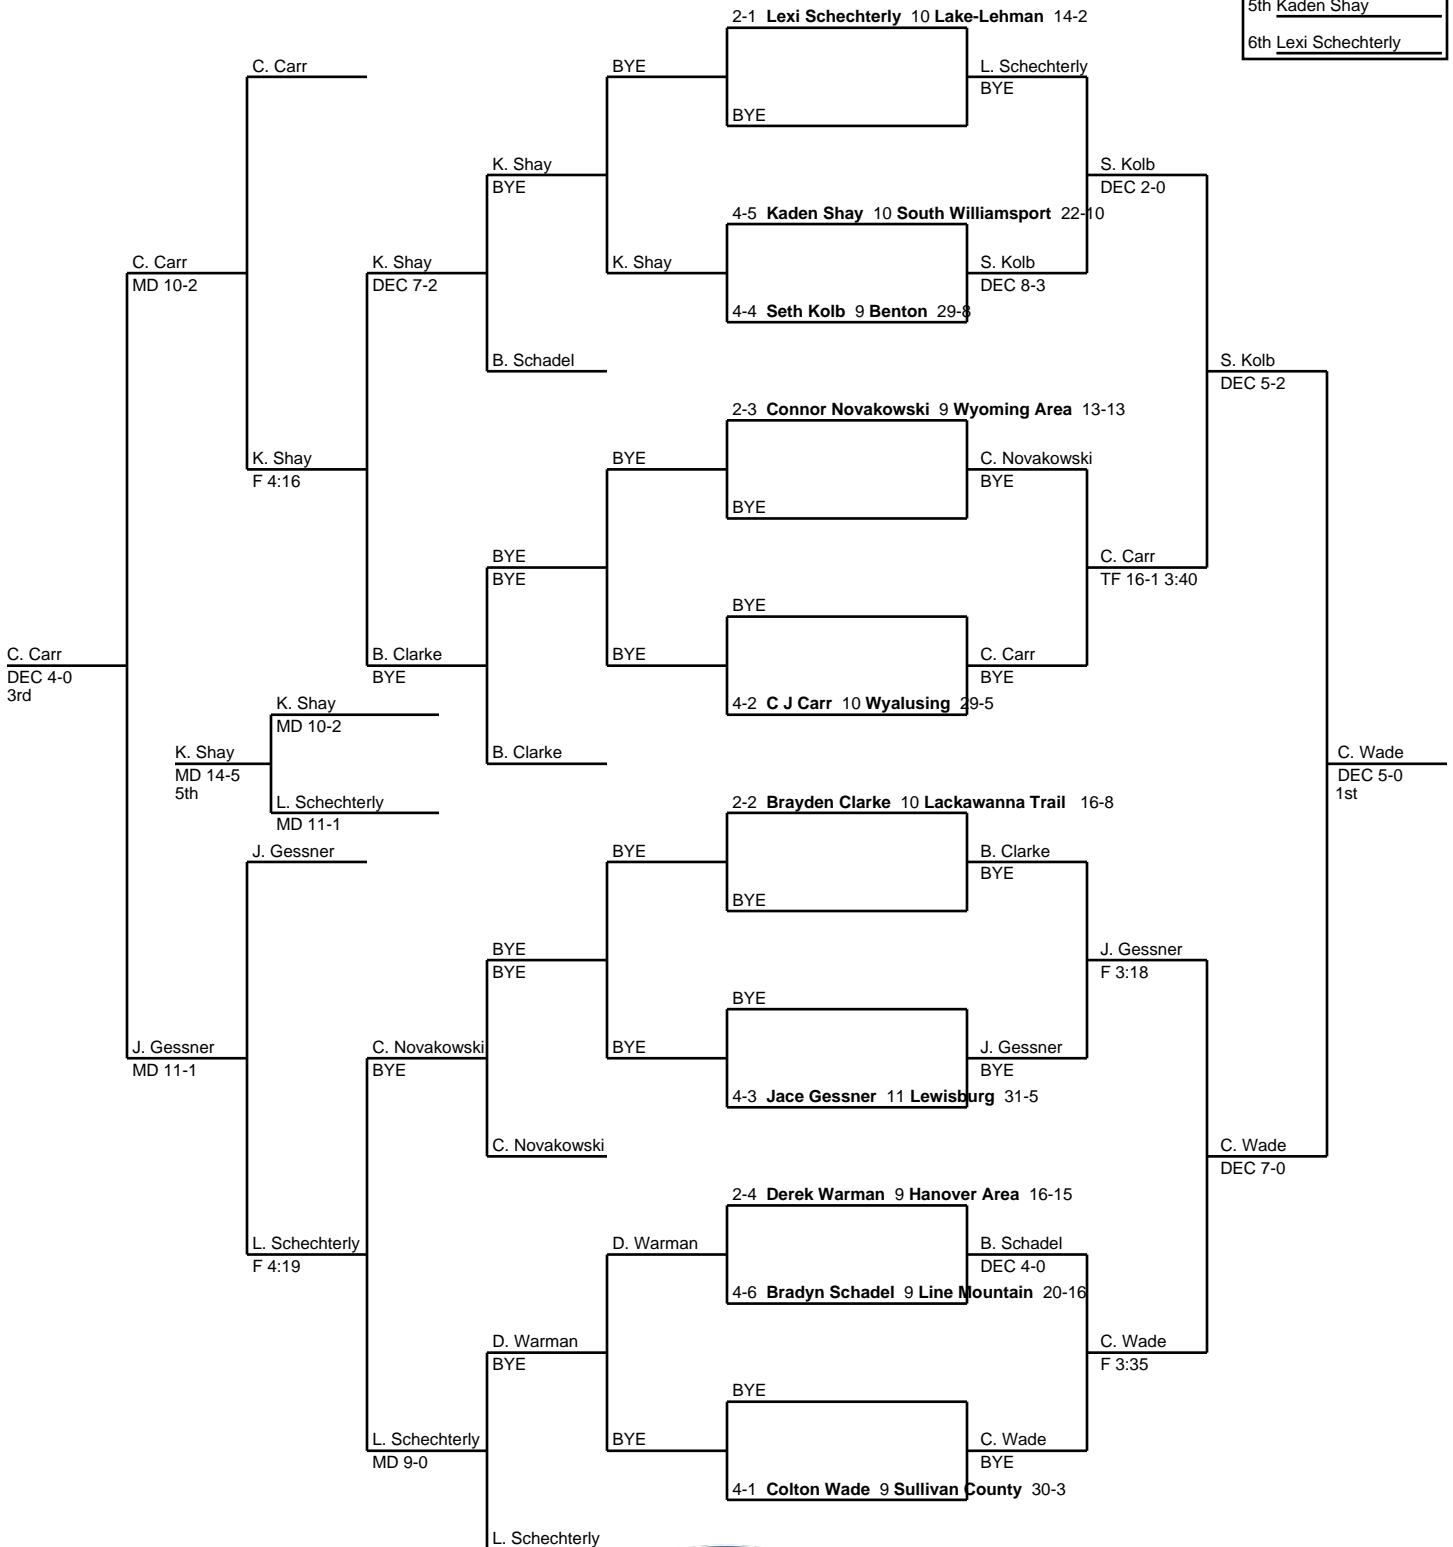 5th Kaden Shay
6th Lexi Schechterly
2-1 Lexi Schechterly 10 Lake-Lehman 14-2
C. Carr
BYE
L. Schechterly
BYE
BYE
K. Shay
BYE
S. Kolb
DEC 2-0
4-5 Kaden Shay 10 South Williamsport 22-10
C. Carr
MD 10-2
K. Shay
DEC 7-2
K. Shay
S. Kolb
DEC 8-3
4-4 Seth Kolb 9 Benton 29-8
B. Schadel
S. Kolb
DEC 5-2
2-3 Connor Novakowski 9 Wyoming Area 13-13
K. Shay
F 4:16
BYE
C. Novakowski
BYE
BYE
BYE
BYE
C. Carr
TF 16-1 3:40
BYE
C. Carr
DEC 4-0
3rd
B. Clarke
BYE
BYE
C. Carr
BYE
4-2 C J Carr 10 Wyalusing 29-5
K. Shay
MD 10-2
K. Shay
MD 14-5
5th
B. Clarke
C. Wade
DEC 5-0
1st
L. Schechterly
MD 11-1
2-2 Brayden Clarke 10 Lackawanna Trail 16-8
J. Gessner
BYE
B. Clarke
BYE
BYE
BYE
BYE
J. Gessner
F 3:18
BYE
J. Gessner
MD 11-1
C. Novakowski
BYE
BYE
J. Gessner
BYE
4-3 Jace Gessner 11 Lewisburg 31-5
C. Novakowski
C. Wade
DEC 7-0
2-4 Derek Warman 9 Hanover Area 16-15
L. Schechterly
F 4:19
D. Warman
B. Schadel
DEC 4-0
4-6 Bradyn Schadel 9 Line Mountain 20-16
D. Warman
BYE
C. Wade
F 3:35
BYE
L. Schechterly
MD 9-0
BYE
C. Wade
BYE
4-1 Colton Wade 9 Sullivan County 30-3
L. Schechterly